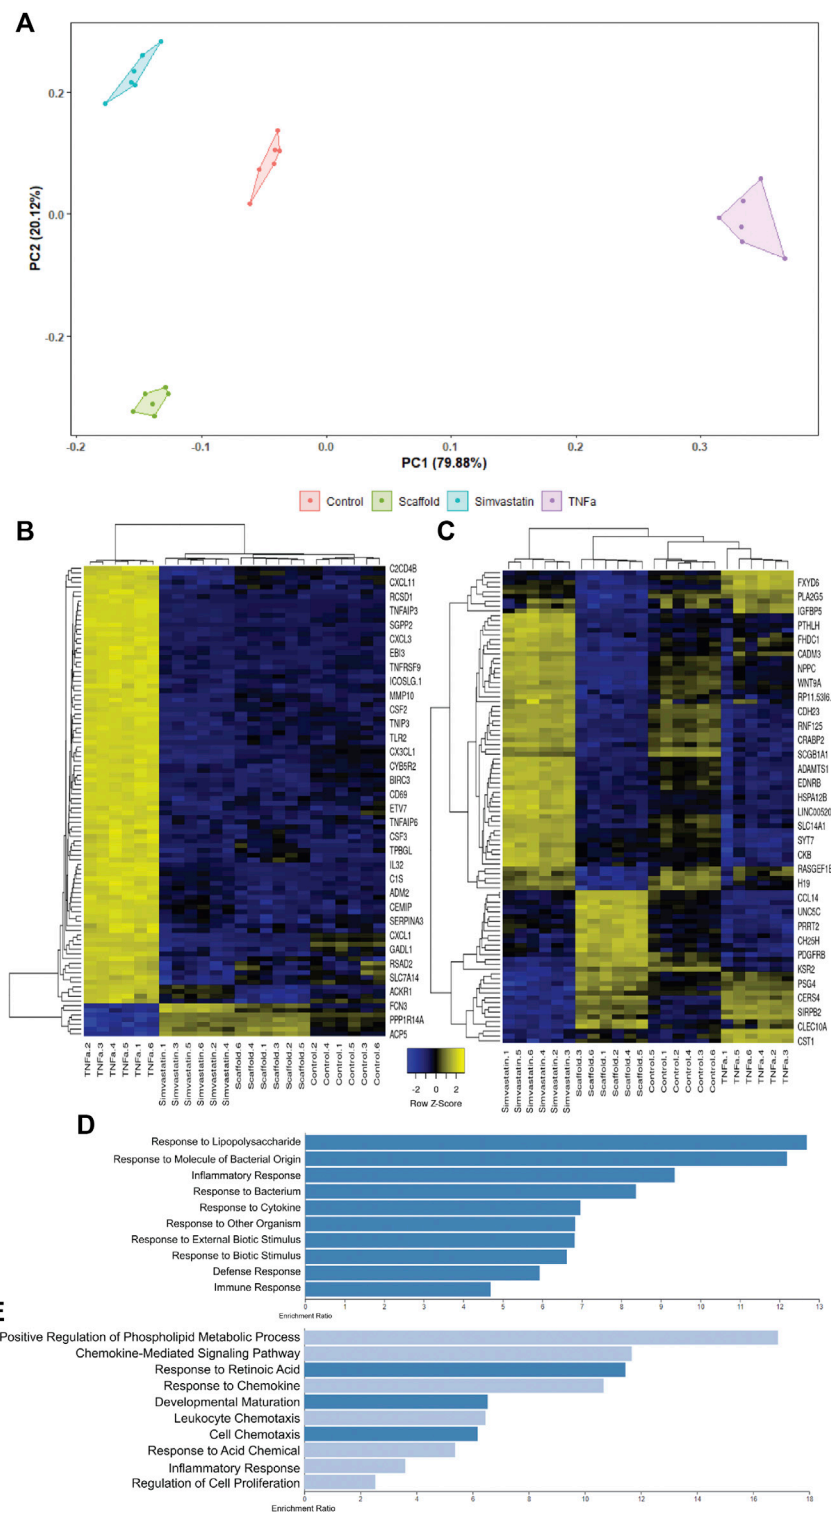 A
0.2
0.0
-0.2
PC2 (20.12%)
-0.2
-0.1
0.0
0.1
0.2
0.3
PC1 (79.88%)
Control
Scaffold
Simvastatin
TNFa
B
C2CD4B
CXCL11
RCSD1
TNFAIP3
SGPP2
CXCL3
EBI3
TNFRSF9
ICOSLG.1
MMP10
CSF2
TNIP3
TLR2
CX3CL1
CYB5R2
BIRC3
CD69
ETV7
TNFAIP6
CSF3
TPBGL
IL32
C1S
ADM2
CEMIP
SERPINA3
CXCL1
GADL1
RSAD2
SLC7A14
ACKR1
FCN3
PPP1R14A
ACP5
TNFa.2
TNFa.3
TNFa.4
TNFa.5
TNFa.1
TNFa.6
Simvastatin.1
Simvastatin.3
Simvastatin.5
Simvastatin.6
Simvastatin.2
Simvastatin.4
Scaffold.6
Scaffold.4
Scaffold.1
Scaffold.3
Scaffold.2
Scaffold.5
Control.2
Control.4
Control.1
Control.5
Control.3
Control.6
C
FXYD6
PLA2G5
IGFBP5
PTHLH
FHDC1
CADM3
NPPC
WNT9A
RP11.53I6.
CDH23
RNF125
CRABP2
SCGB1A1
ADAMTS1
EDNRB
HSPA12B
LINC00520
SLC14A1
SYT7
CKB
RASGEF1B
H19
CCL14
UNC5C
PRRT2
CH25H
PDGFRB
KSR2
PSG4
CERS4
SIRPB2
CLEC10A
CST1
Simvastatin.1
Simvastatin.5
Simvastatin.6
Simvastatin.4
Simvastatin.2
Simvastatin.3
Scaffold.3
Scaffold.6
Scaffold.1
Scaffold.2
Scaffold.4
Scaffold.5
Control.5
Control.1
Control.2
Control.4
Control.3
Control.6
TNFa.1
TNFa.5
TNFa.6
TNFa.4
TNFa.2
TNFa.3
-2
0
2
Row Z-Score
D
Response to Lipopolysaccharide
Response to Molecule of Bacterial Origin
Inflammatory Response
Response to Bacterium
Response to Cytokine
Response to Other Organism
Response to External Biotic Stimulus
Response to Biotic Stimulus
Defense Response
Immune Response
0 1 2 3 4 5 6 7 8 9 10 11 12 13
Enrichment Ratio
E
Positive Regulation of Phospholipid Metabolic Process
Chemokine-Mediated Signaling Pathway
Response to Retinoic Acid
Response to Chemokine
Developmental Maturation
Leukocyte Chemotaxis
Cell Chemotaxis
Response to Acid Chemical
Inflammatory Response
Regulation of Cell Proliferation
0 2 4 6 8 10 12 14 16 18
Enrichment Ratio